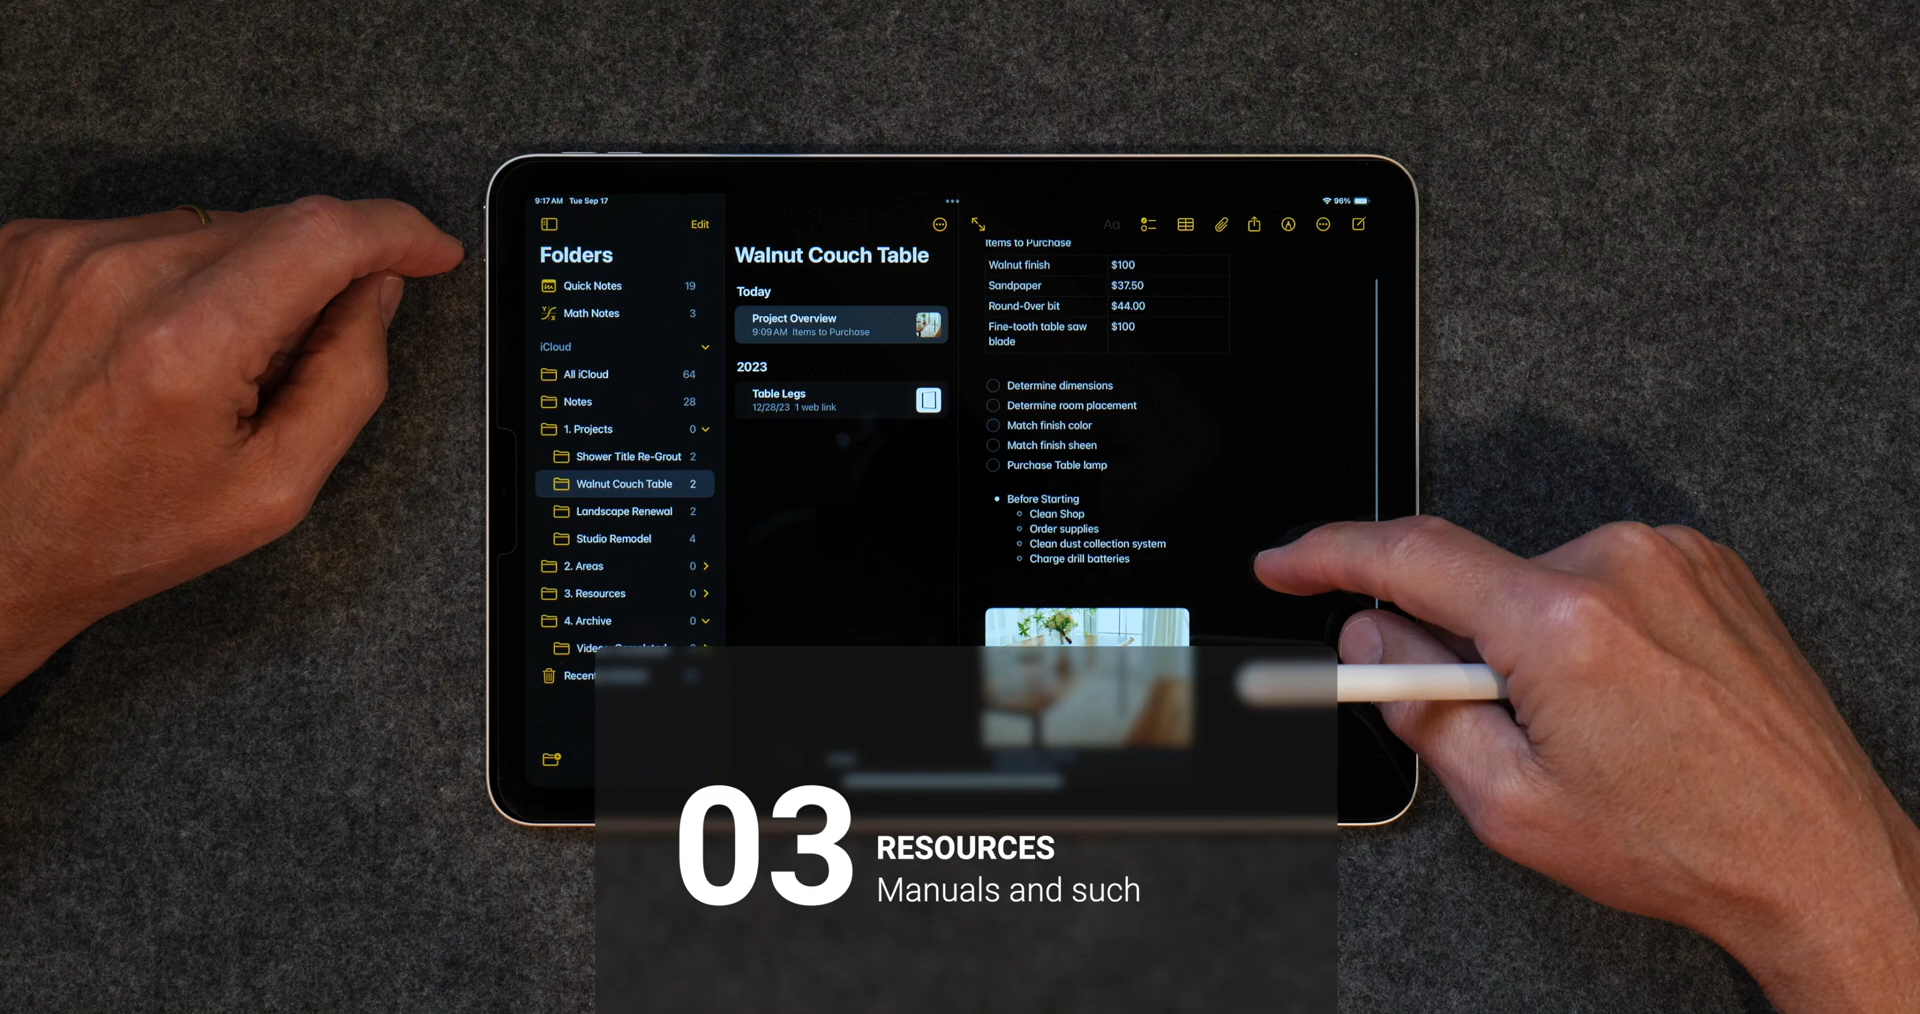 9:17 AM Tue Sep 17
96%
Edit
Folders
Quick Notes 19
Math Notes 3
iCloud
All iCloud 64
Notes 28
1. Projects 0
Shower Title Re-Grout 2
Walnut Couch Table 2
Landscape Renewal 2
Studio Remodel 4
2. Areas 0
3. Resources 0
4. Archive 0
Walnut Couch Table
Today
Project Overview
9:09 AM Items to Purchase
2023
Table Legs
12/28/23 1 web link
Aa
Items to Purchase
Walnut finish $100
Sandpaper $37.50
Round-Over bit $44.00
Fine-tooth table saw $100
blade
Determine dimensions
Determine room placement
Match finish color
Match finish sheen
Purchase Table lamp
Before Starting
Clean Shop
Order supplies
Clean dust collection system
Charge drill batteries
03
RESOURCES
Manuals and such